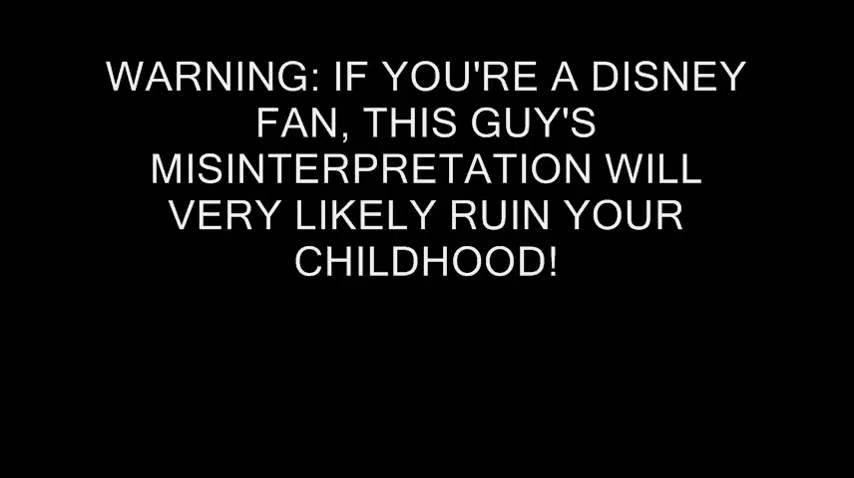 WARNING: IF YOU'RE A DISNEY
FAN, THIS GUY'S
MISINTERPRETATION WILL
VERY LIKELY RUIN YOUR
CHILDHOOD!